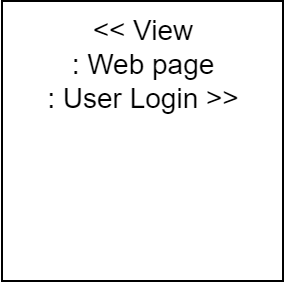 << View
: Web page
: User Login >>